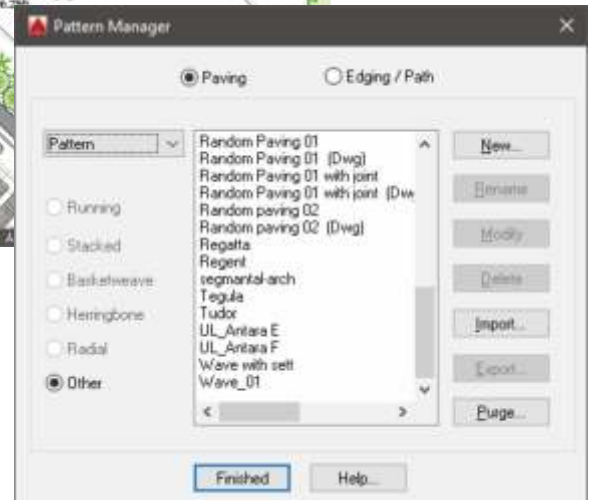 Pattern Manager
Paving
Edging / Path
Pattern
Random Paving 01
Random Paving 01 (Dwg)
Random Paving 01 with joint
Random Paving 01 with joint (Dw
Random paving 02
Random paving 02 (Dwg)
Regatta
Regent
segmantal-arch
Tegula
Tudor
UL_Antara E
UL_Antara F
Wave with sett
Wave_01
Running
Stacked
Basketweave
Herringbone
Radial
Other
New...
Rename
Modify
Delete
Import...
Export...
Purge...
Finished
Help...